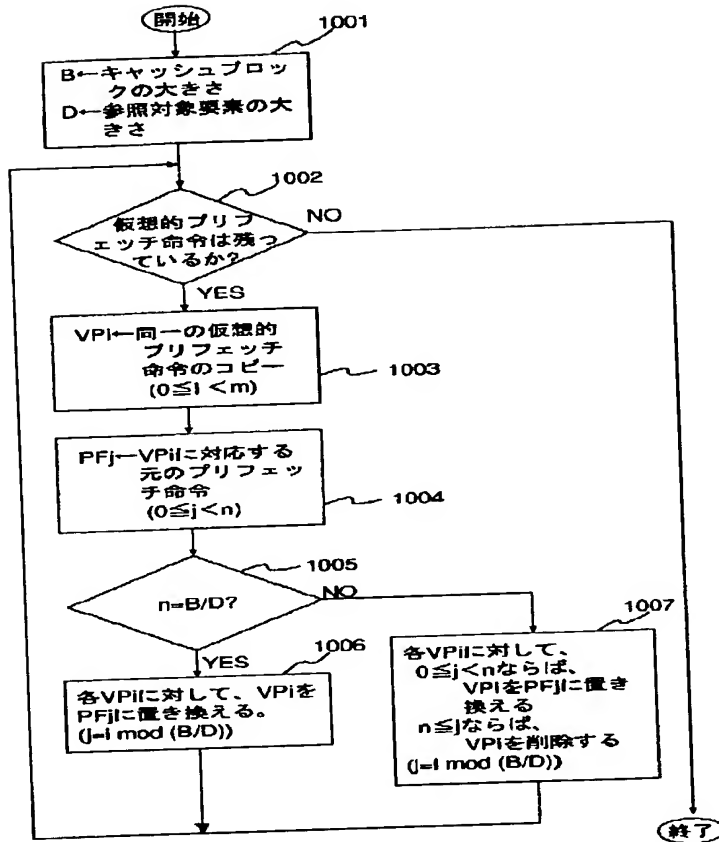 開始
1001
B←キャッシュブロッ
クの大きさ
D←参照対象要素の大
きさ
1002
仮想的プリフ
ェッチ命令は残っ
ているか?
NO
YES
VPi←同一の仮想的
プリフェッチ
命令のコピー
(0≦i<m)
1003
PFj←VPiに対応する
元のプリフェッ
チ命令
(0≦j<n)
1004
1005
n=B/D?
NO
YES
1006
各VPiに対して、VPiを
PFjに置き換える。
(j=i mod (B/D))
1007
各VPiに対して、
0≦j<nならば、
VPiをPFjに置き
換える
n≦jならば、
VPiを削除する
(j=i mod (B/D))
終了